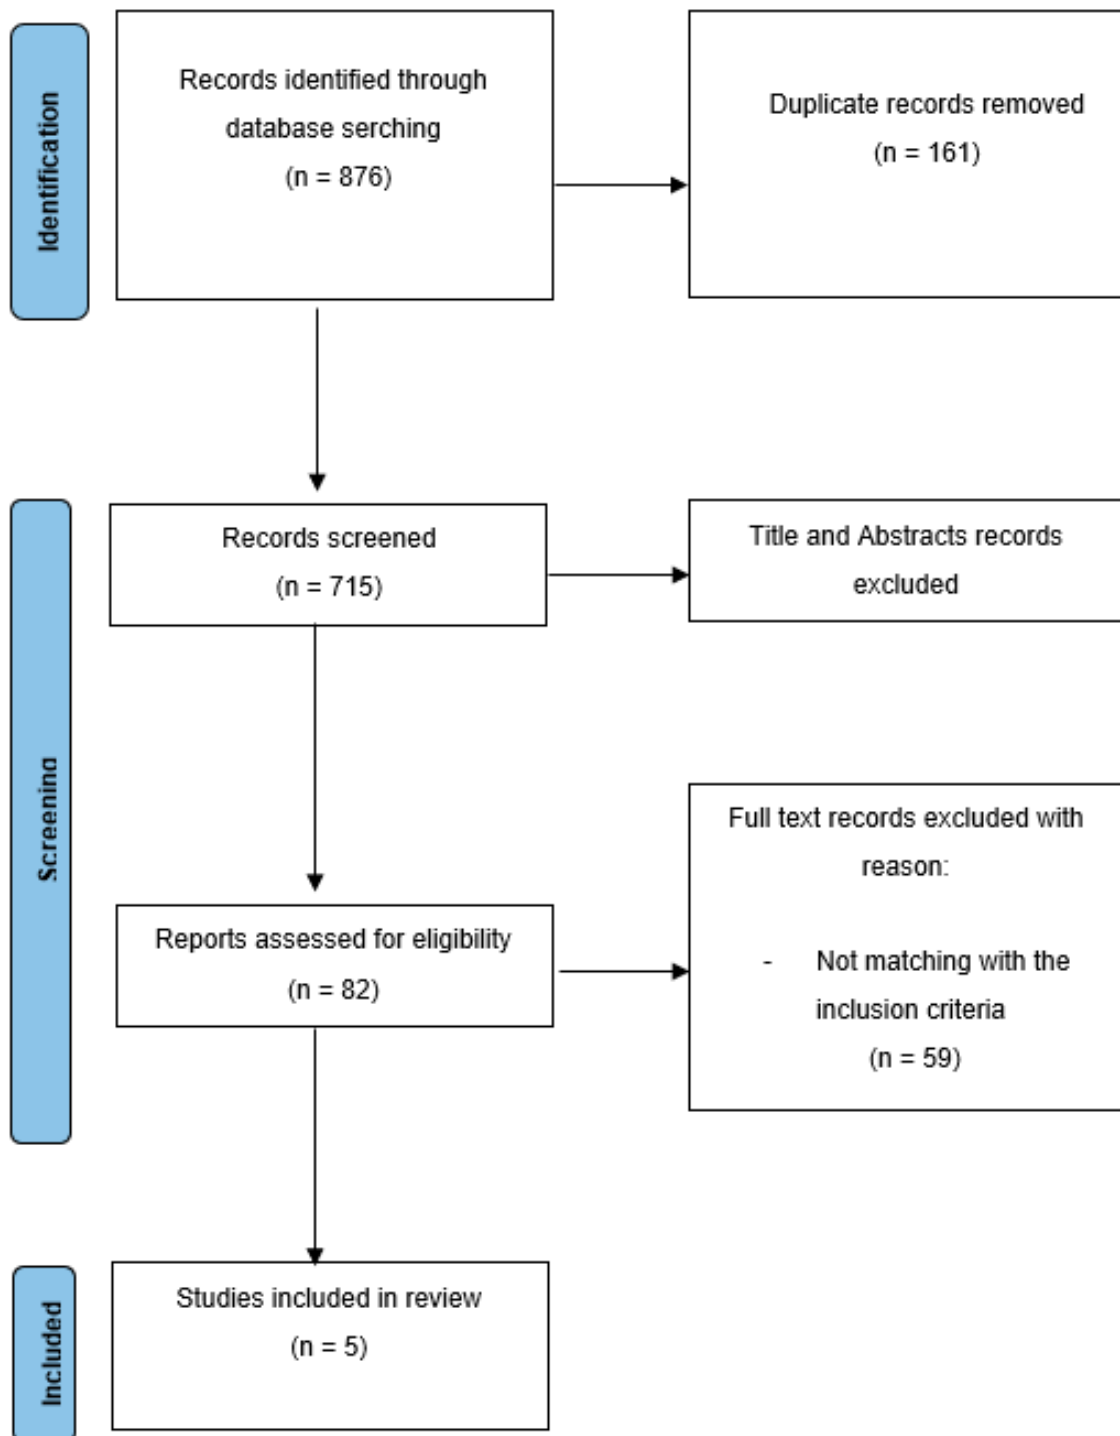 Identification
Records identified through
database serching
(n = 876)
Duplicate records removed
(n = 161)
Screening
Records screened
(n = 715)
Title and Abstracts records
excluded
Reports assessed for eligibility
(n = 82)
Full text records excluded with
reason:
- Not matching with the
inclusion criteria
(n = 59)
Included
Studies included in review
(n = 5)